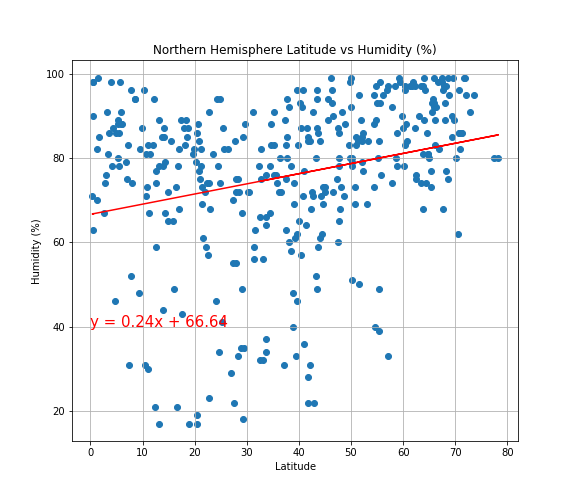 Northern Hemisphere Latitude vs Humidity (%)
100
80
60
40
20
Humidity (%)
y = 0.24x + 66.64
0 10 20 30 40 50 60 70 80
Latitude